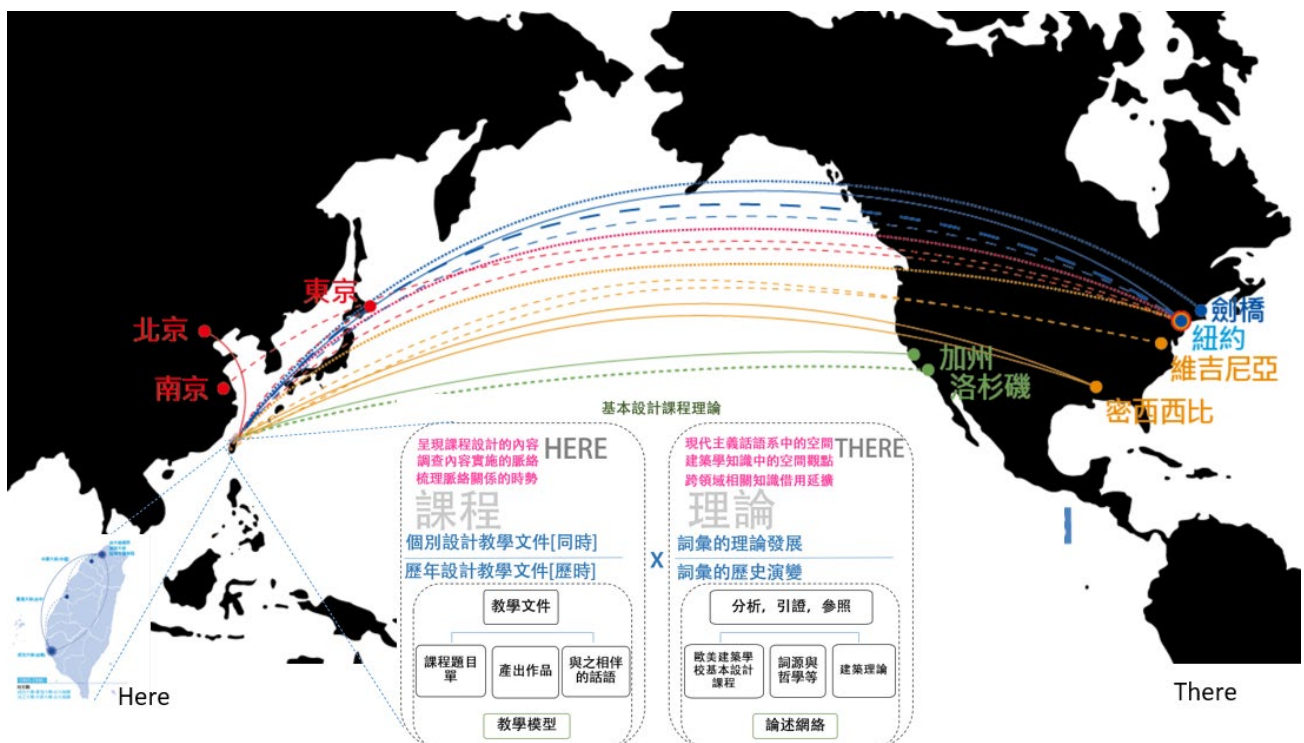 東京
北京
南京
劍橋
紐約
維吉尼亞
密西西比
加州
洛杉磯
基本設計課程理論
呈現課程設計的內容
調查內容實施的脈絡
梳理脈絡關係的時勢
HERE
課程
個別設計教學文件[同時]
歷年設計教學文件[歷時]
教學文件
課程題目
單
產出作品
與之相伴
的話語
教學模型
X
現代主義話語系中的空間
建築學知識中的空間觀點
跨領域相關知識借用延擴
THERE
理論
詞彙的理論發展
詞彙的歷史演變
分析，引證，參照
歐美建築學
校基本設計
課程
詞源與
哲學等
建築理論
論述網絡
Here
There